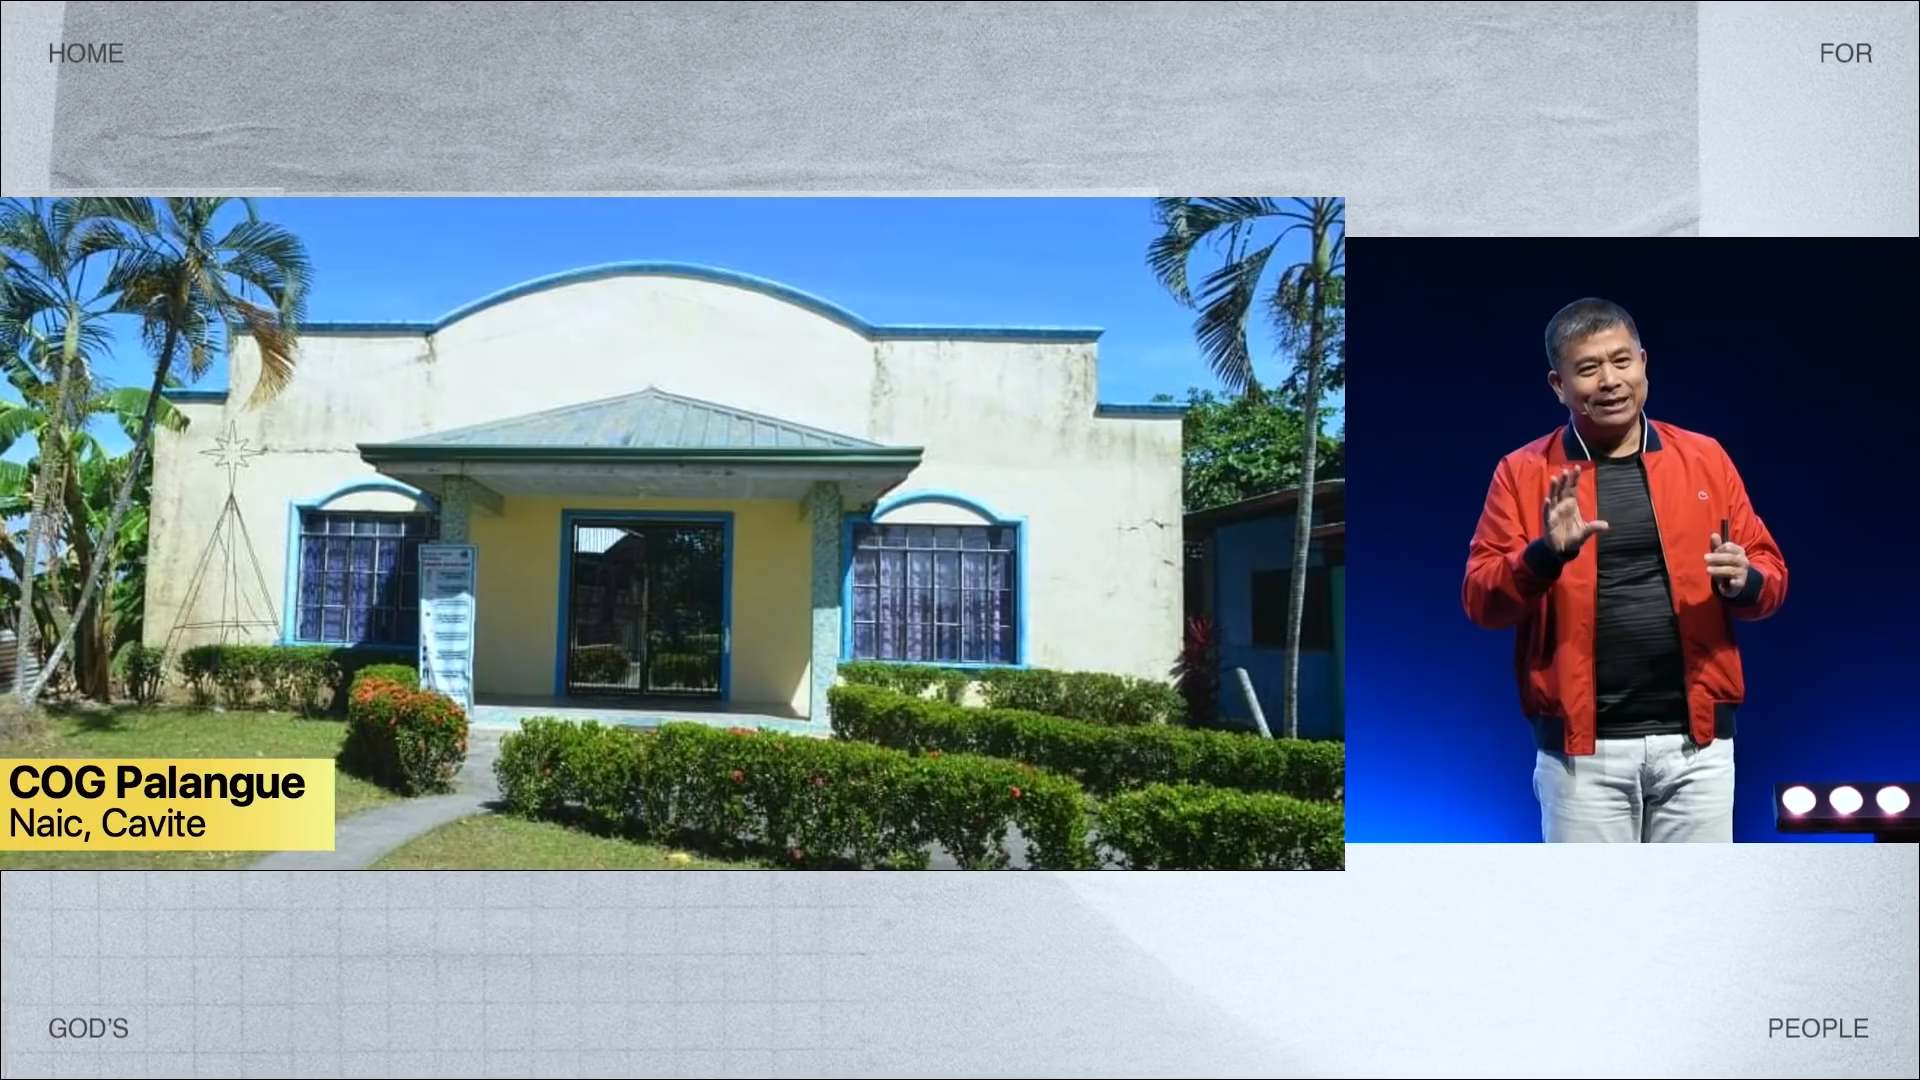 HOME
FOR
COG Palangue
Naic, Cavite
GOD'S
PEOPLE